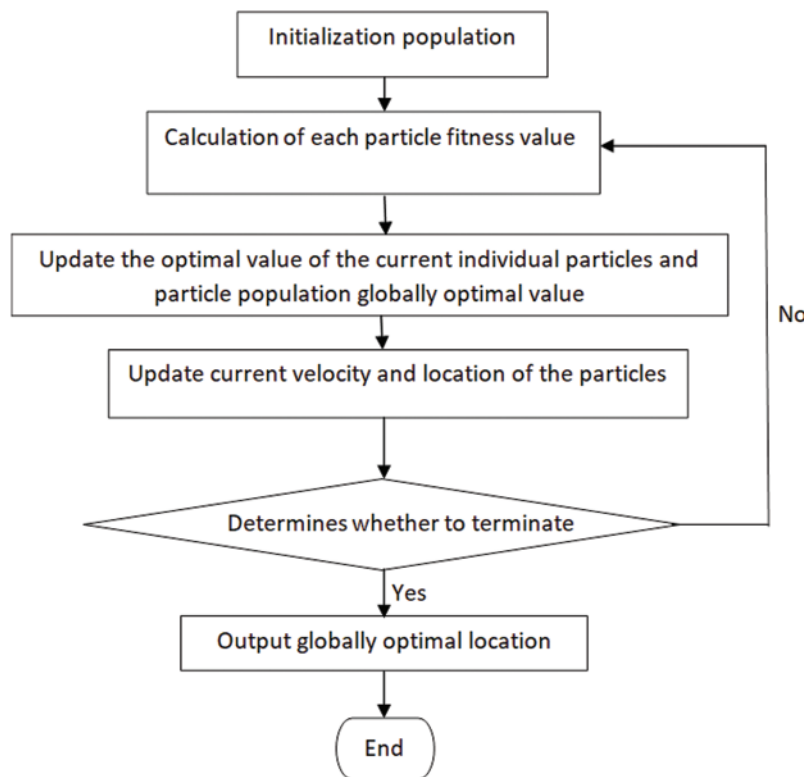 Initialization population
Calculation of each particle fitness value
Update the optimal value of the current individual particles and
particle population globally optimal value
No
Update current velocity and location of the particles
Determines whether to terminate
Yes
Output globally optimal location
End